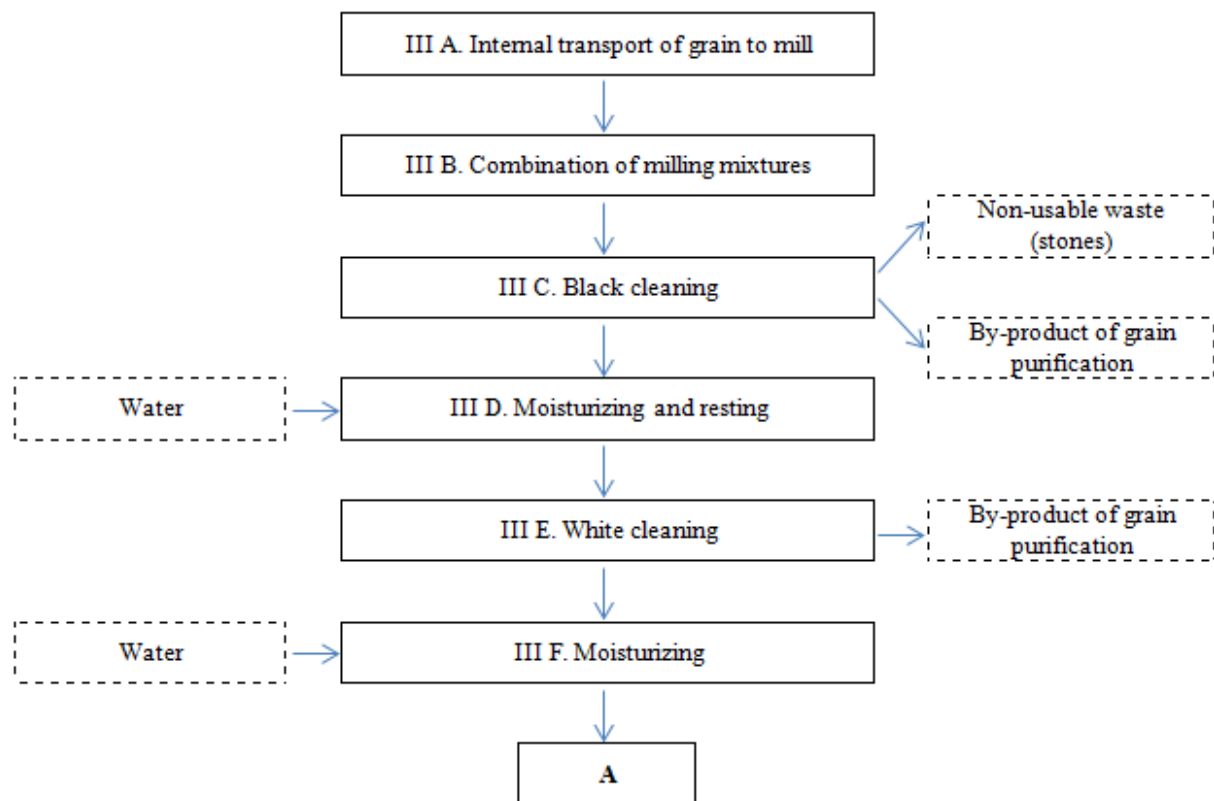 III A. Internal transport of grain to mill
III B. Combination of milling mixtures
Non-usable waste
(stones)
III C. Black cleaning
By-product of grain
purification
Water
III D. Moisturizing and resting
III E. White cleaning
By-product of grain
purification
Water
III F. Moisturizing
A